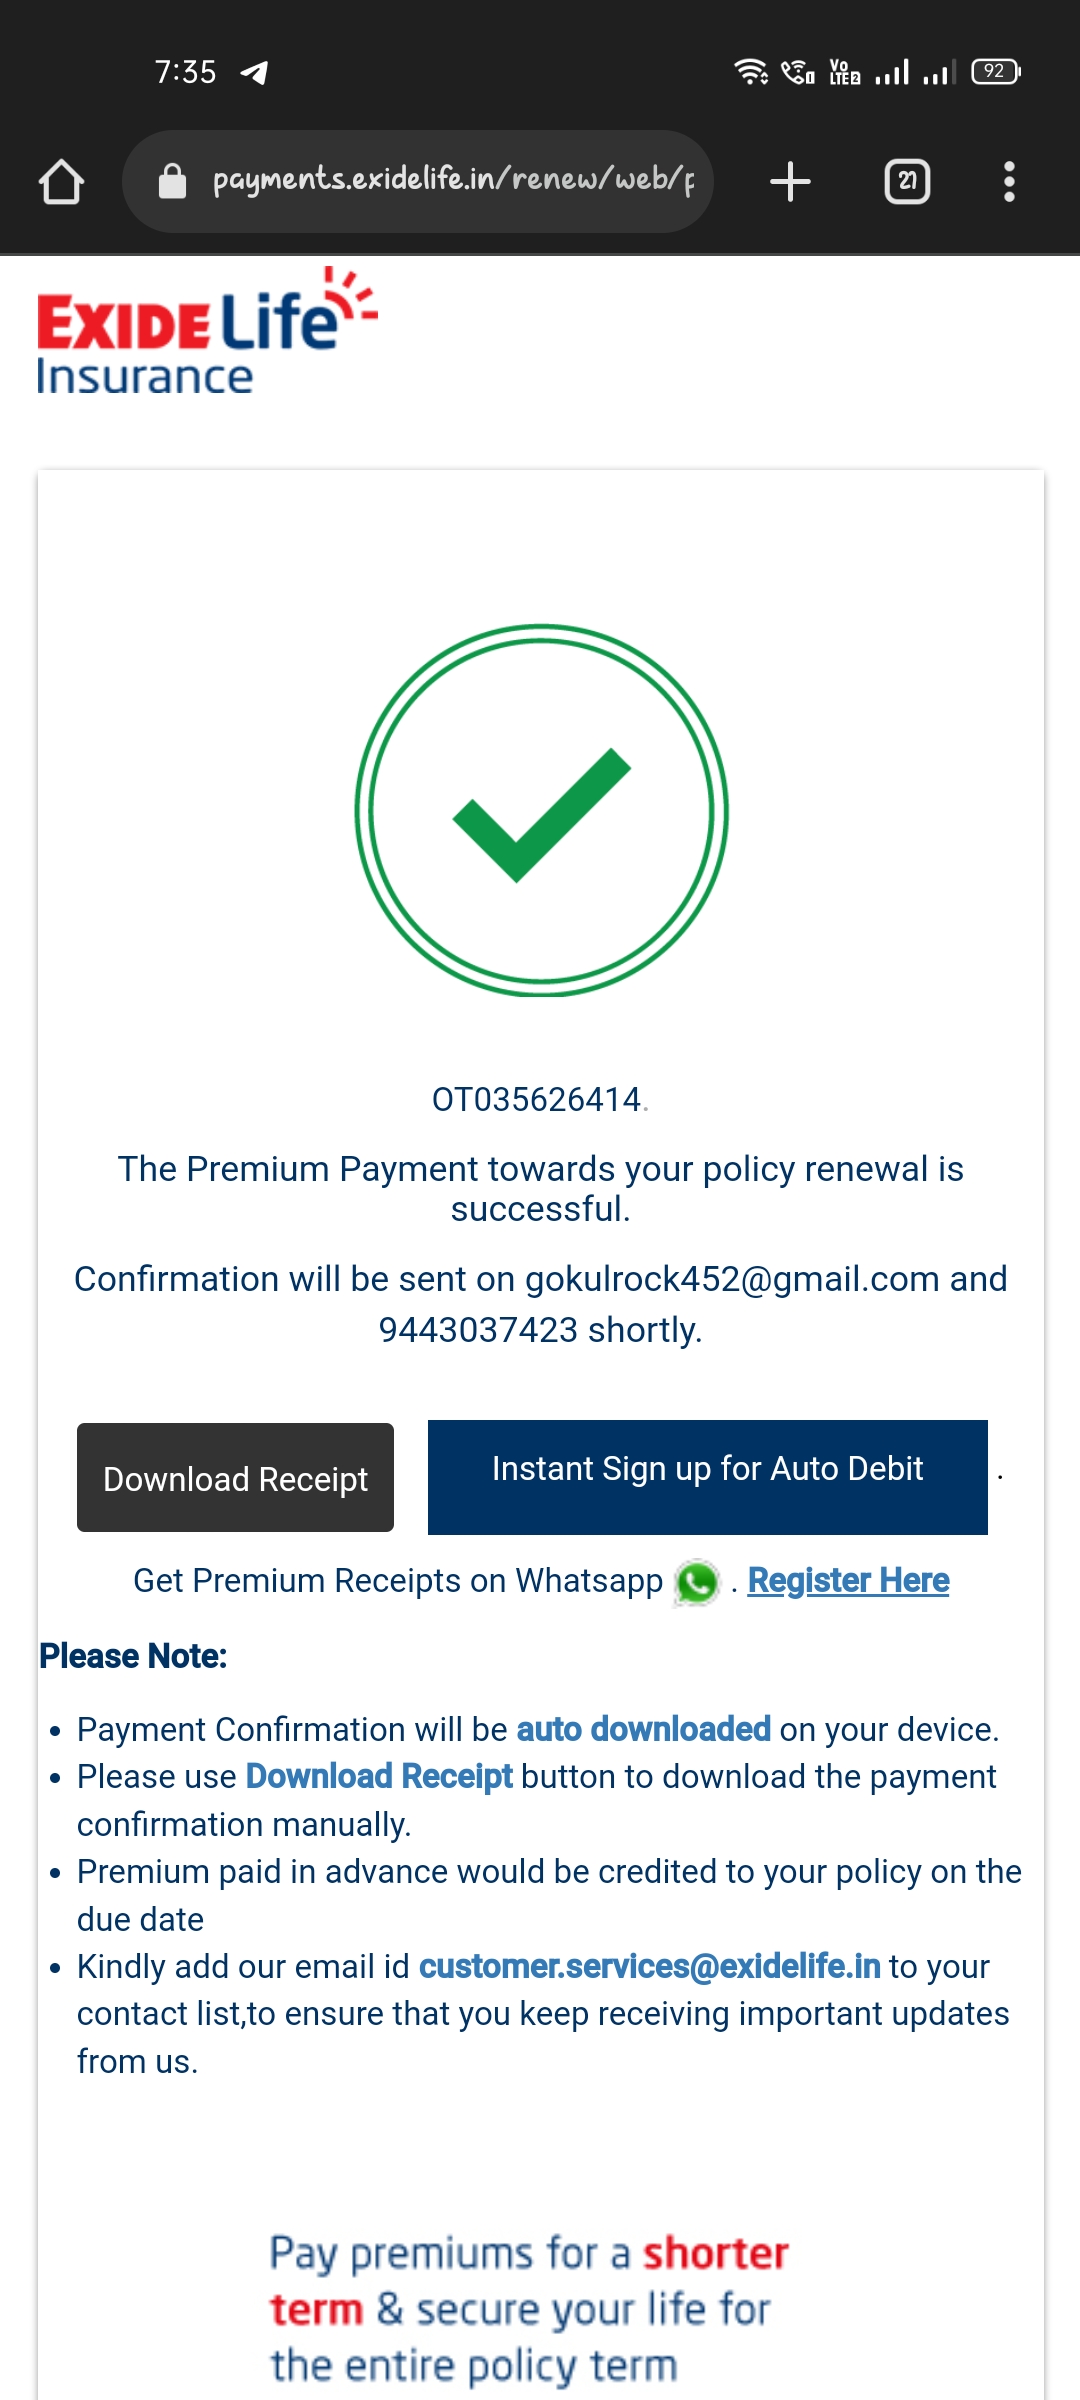 7:35
Vo
LTE2
92
payments.exidelife.in/renew/web/p
21
EXIDE Life
Insurance
OT035626414.
The Premium Payment towards your policy renewal is
successful.
Confirmation will be sent on gokulrock452@gmail.com and
9443037423 shortly.
Download Receipt
Instant Sign up for Auto Debit
.
Get Premium Receipts on Whatsapp . Register Here
Please Note:
• Payment Confirmation will be auto downloaded on your device.
• Please use Download Receipt button to download the payment
confirmation manually.
• Premium paid in advance would be credited to your policy on the
due date
• Kindly add our email id customer.services@exidelife.in to your
contact list,to ensure that you keep receiving important updates
from us.
Pay premiums for a shorter
term & secure your life for
the entire policy term